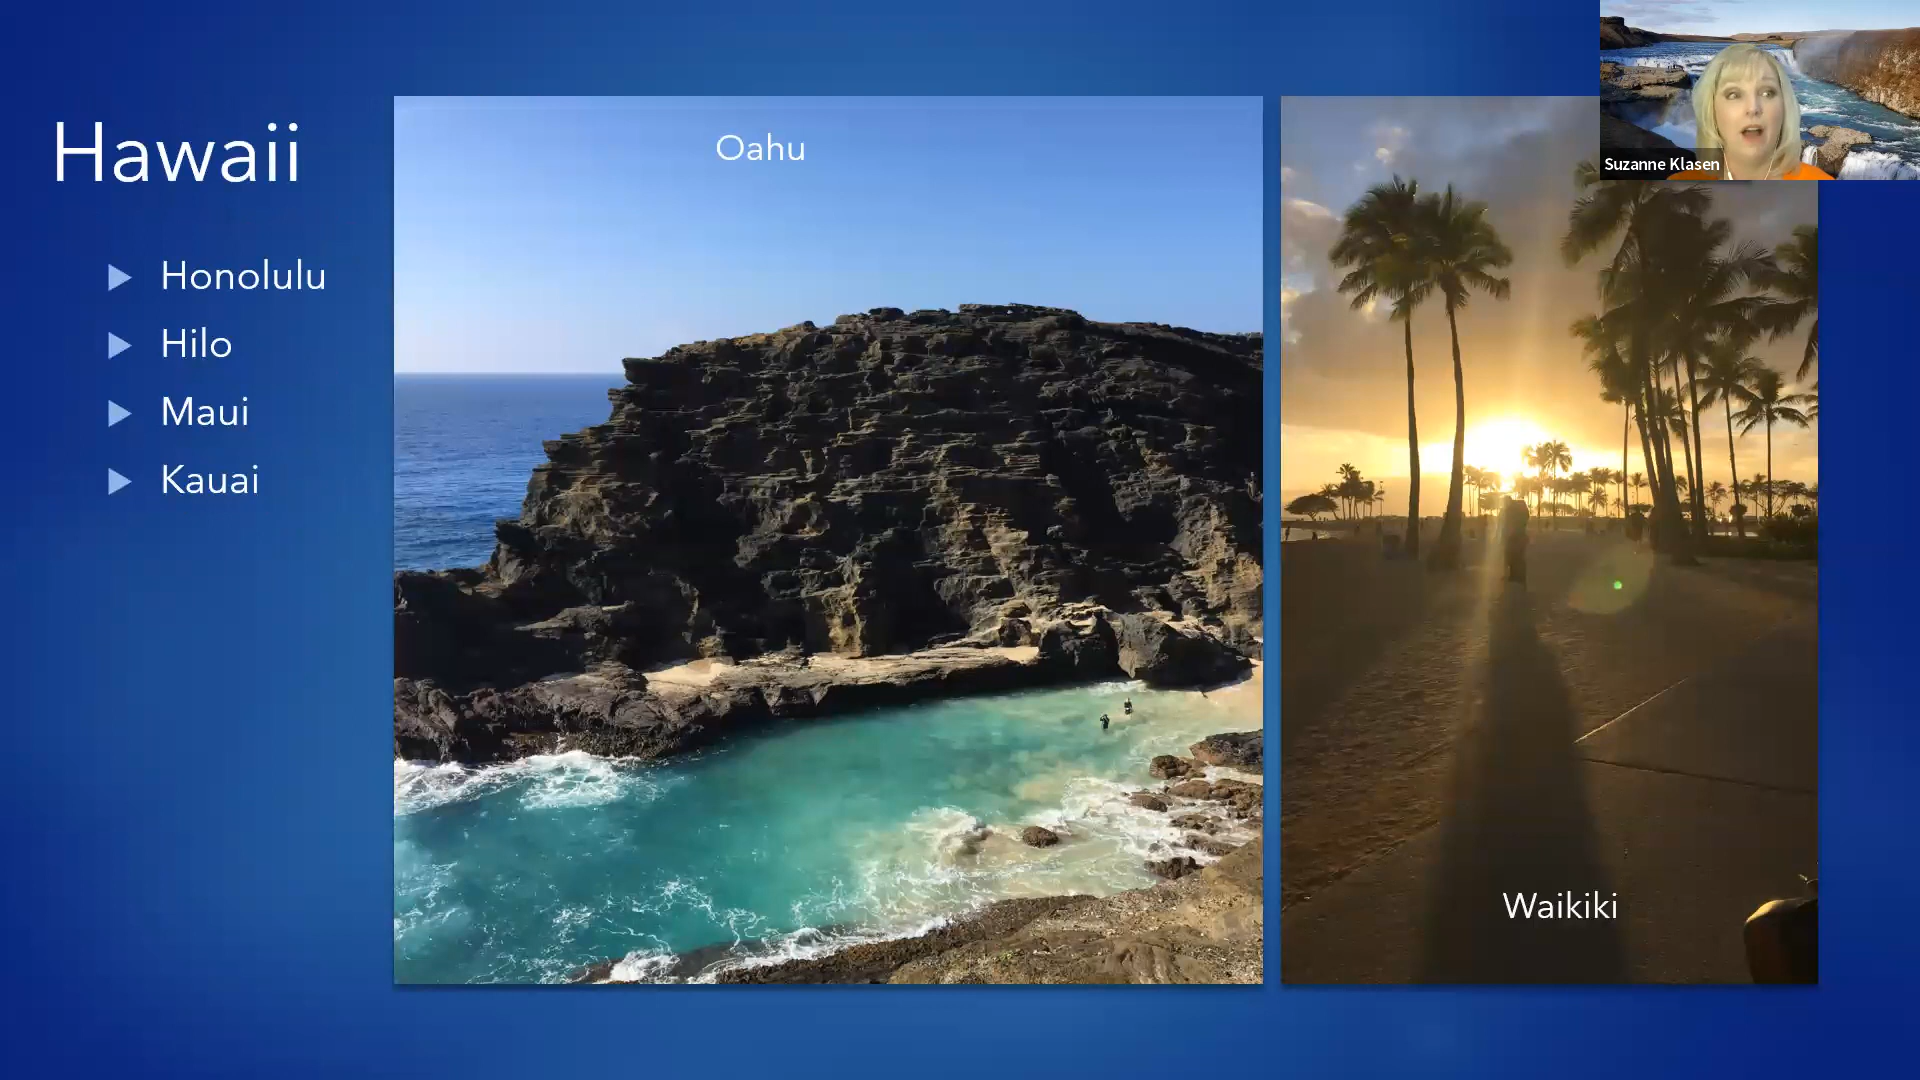 Hawaii
Honolulu
Hilo
Maui
Kauai
Oahu
Waikiki
Suzanne Klasen